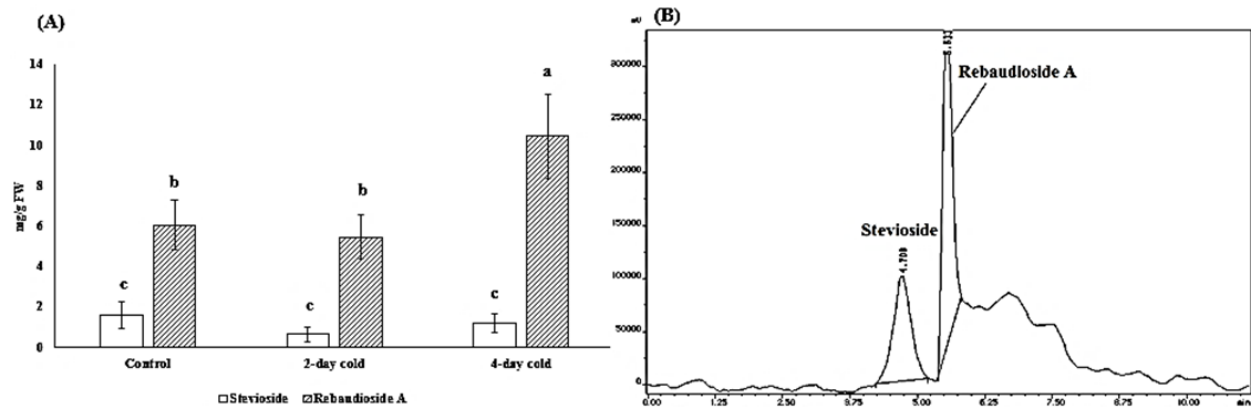 (A)
14
12
10
8
6
4
2
0
mg/g FW
c
b
c
b
c
a
Control
2-day cold
4-day cold
Stevioside
Rebaudioside A
(B)
300000
250000
200000
150000
100000
50000
0
Stevioside
4.700
Rebaudioside A
0.00
1.25
2.50
3.75
5.00
6.25
7.50
8.75
10.00